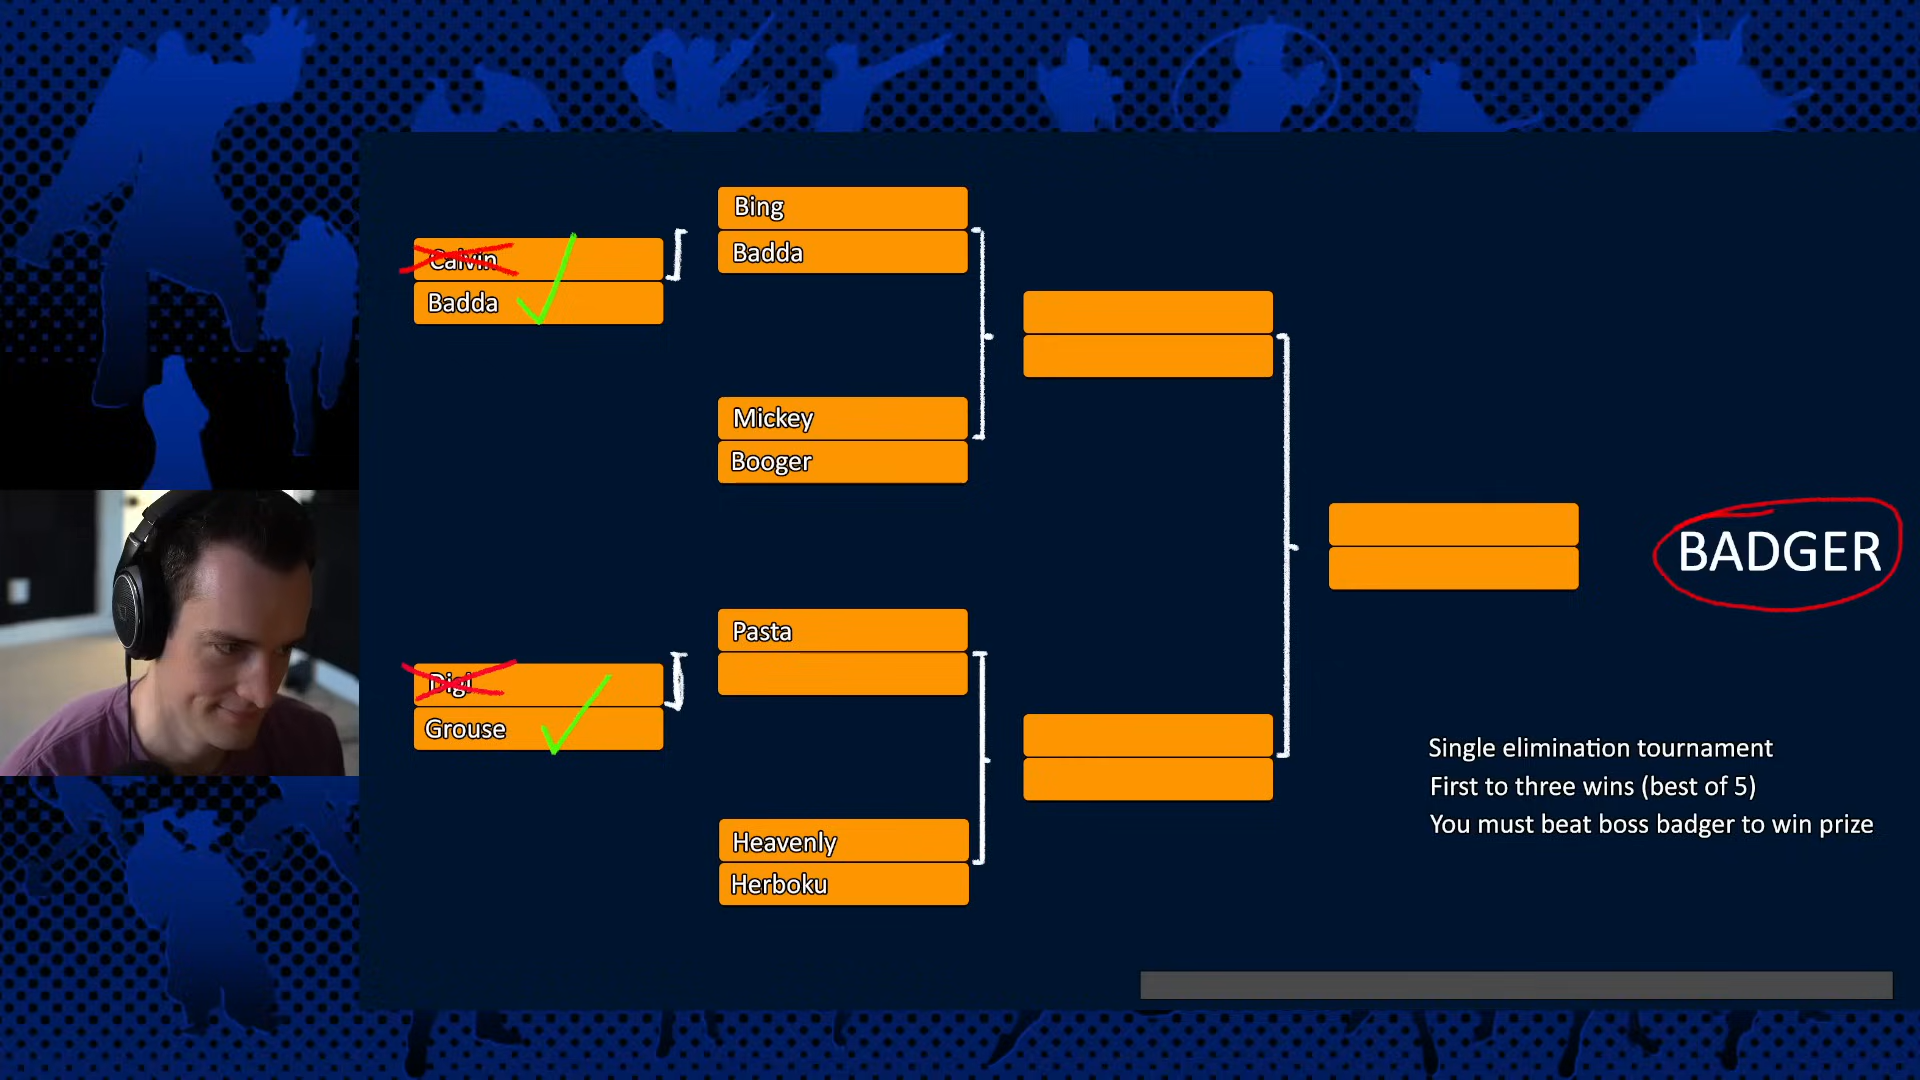 Bing
Calvin
Badda
Badda
Mickey
Booger
BADGER
Pasta
Digi
Grouse
Single elimination tournament
First to three wins (best of 5)
You must beat boss badger to win prize
Heavenly
Herboku